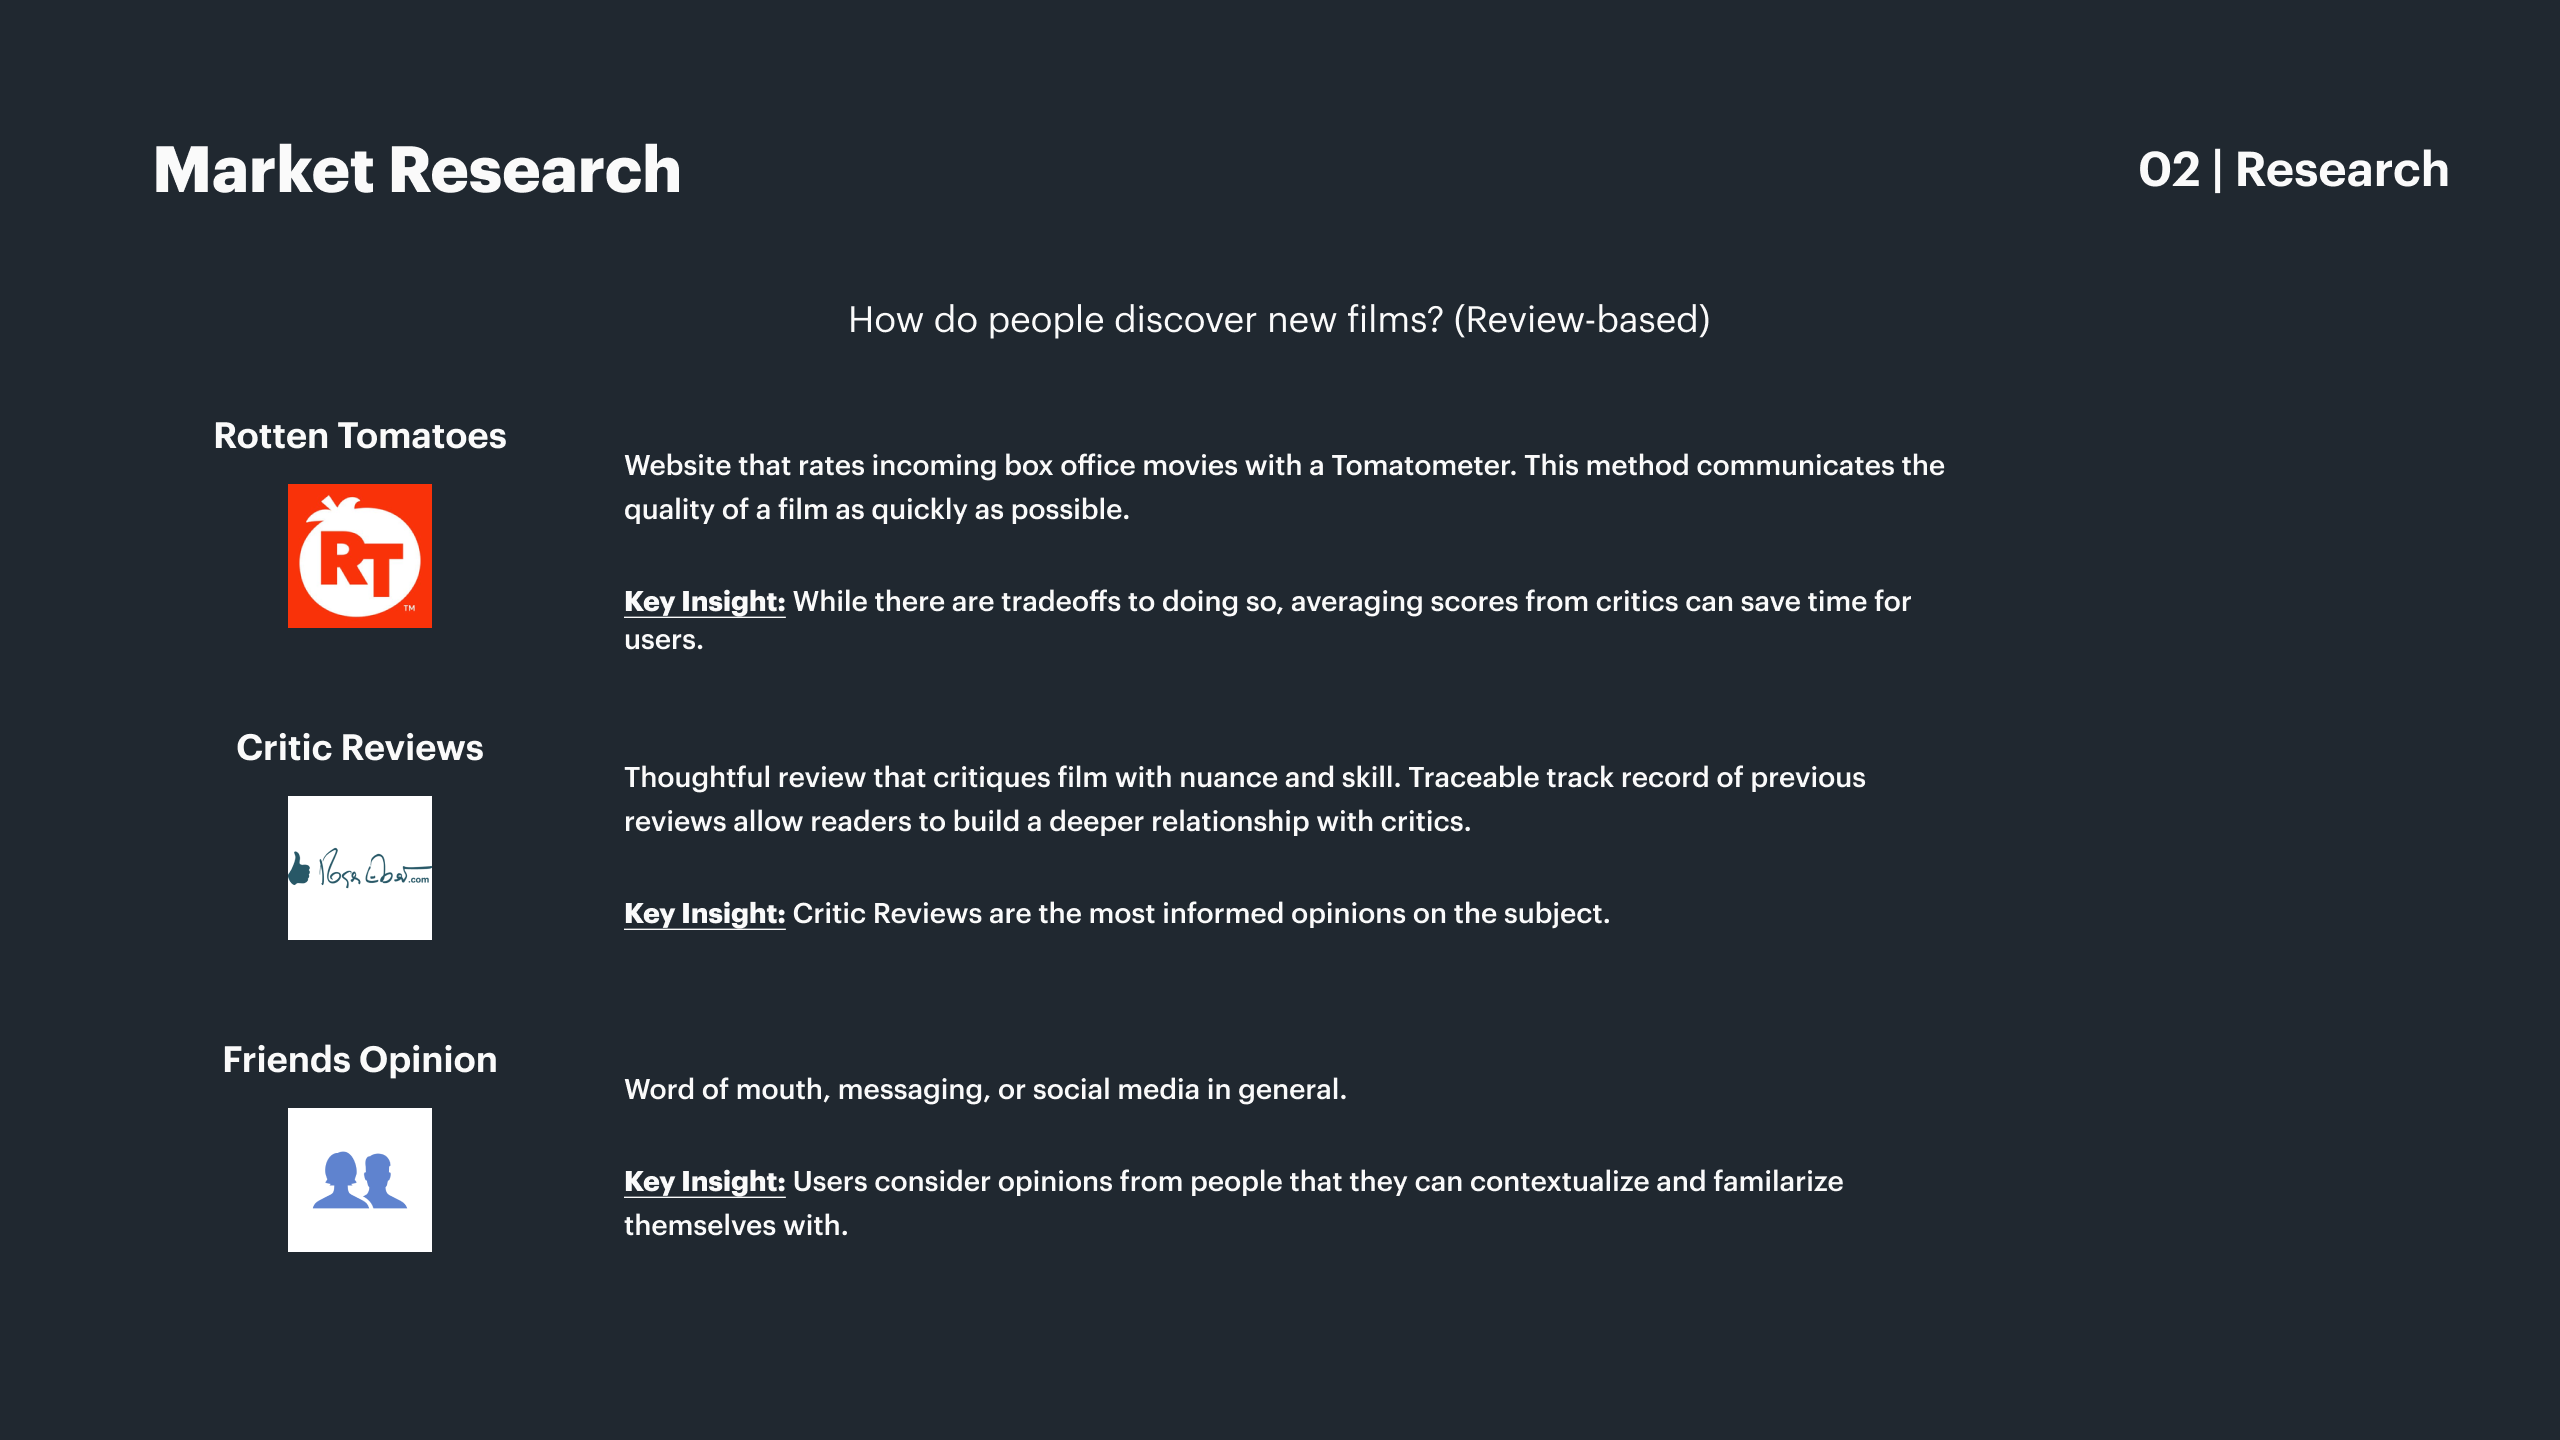 Market Research
02 | Research
How do people discover new films? (Review-based)
Rotten Tomatoes
RT
TM
Website that rates incoming box office movies with a Tomatometer. This method communicates the
quality of a film as quickly as possible.
Key Insight: While there are tradeoffs to doing so, averaging scores from critics can save time for
users.
Critic Reviews
Roger Ebert.com
Thoughtful review that critiques film with nuance and skill. Traceable track record of previous
reviews allow readers to build a deeper relationship with critics.
Key Insight: Critic Reviews are the most informed opinions on the subject.
Friends Opinion
Word of mouth, messaging, or social media in general.
Key Insight: Users consider opinions from people that they can contextualize and familarize
themselves with.